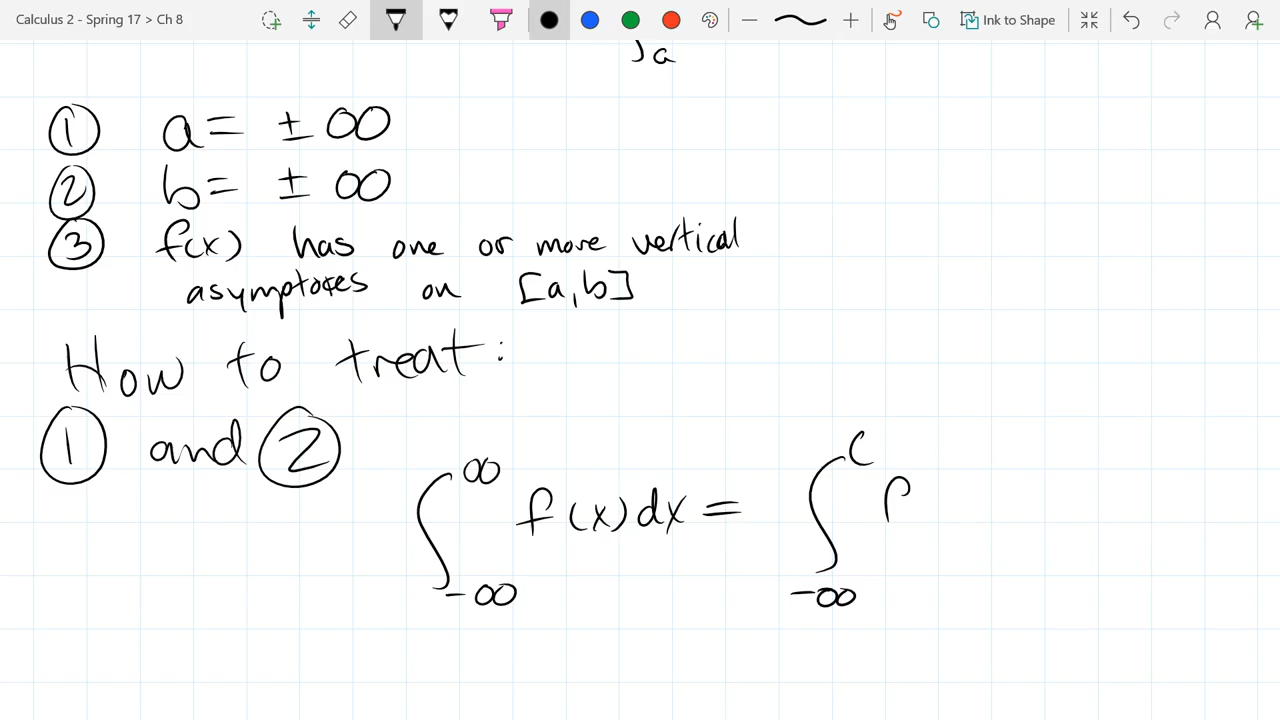 Calculus 2 - Spring 17 > Ch 8
Ink to Shape
∫a
① a = ± ∞
② b = ± ∞
③ f(x) has one or more vertical
asymptotes on [a,b]
How to treat:
① and ②
∫_{-∞}^{∞} f(x)dx = ∫_{-∞}^{c} f